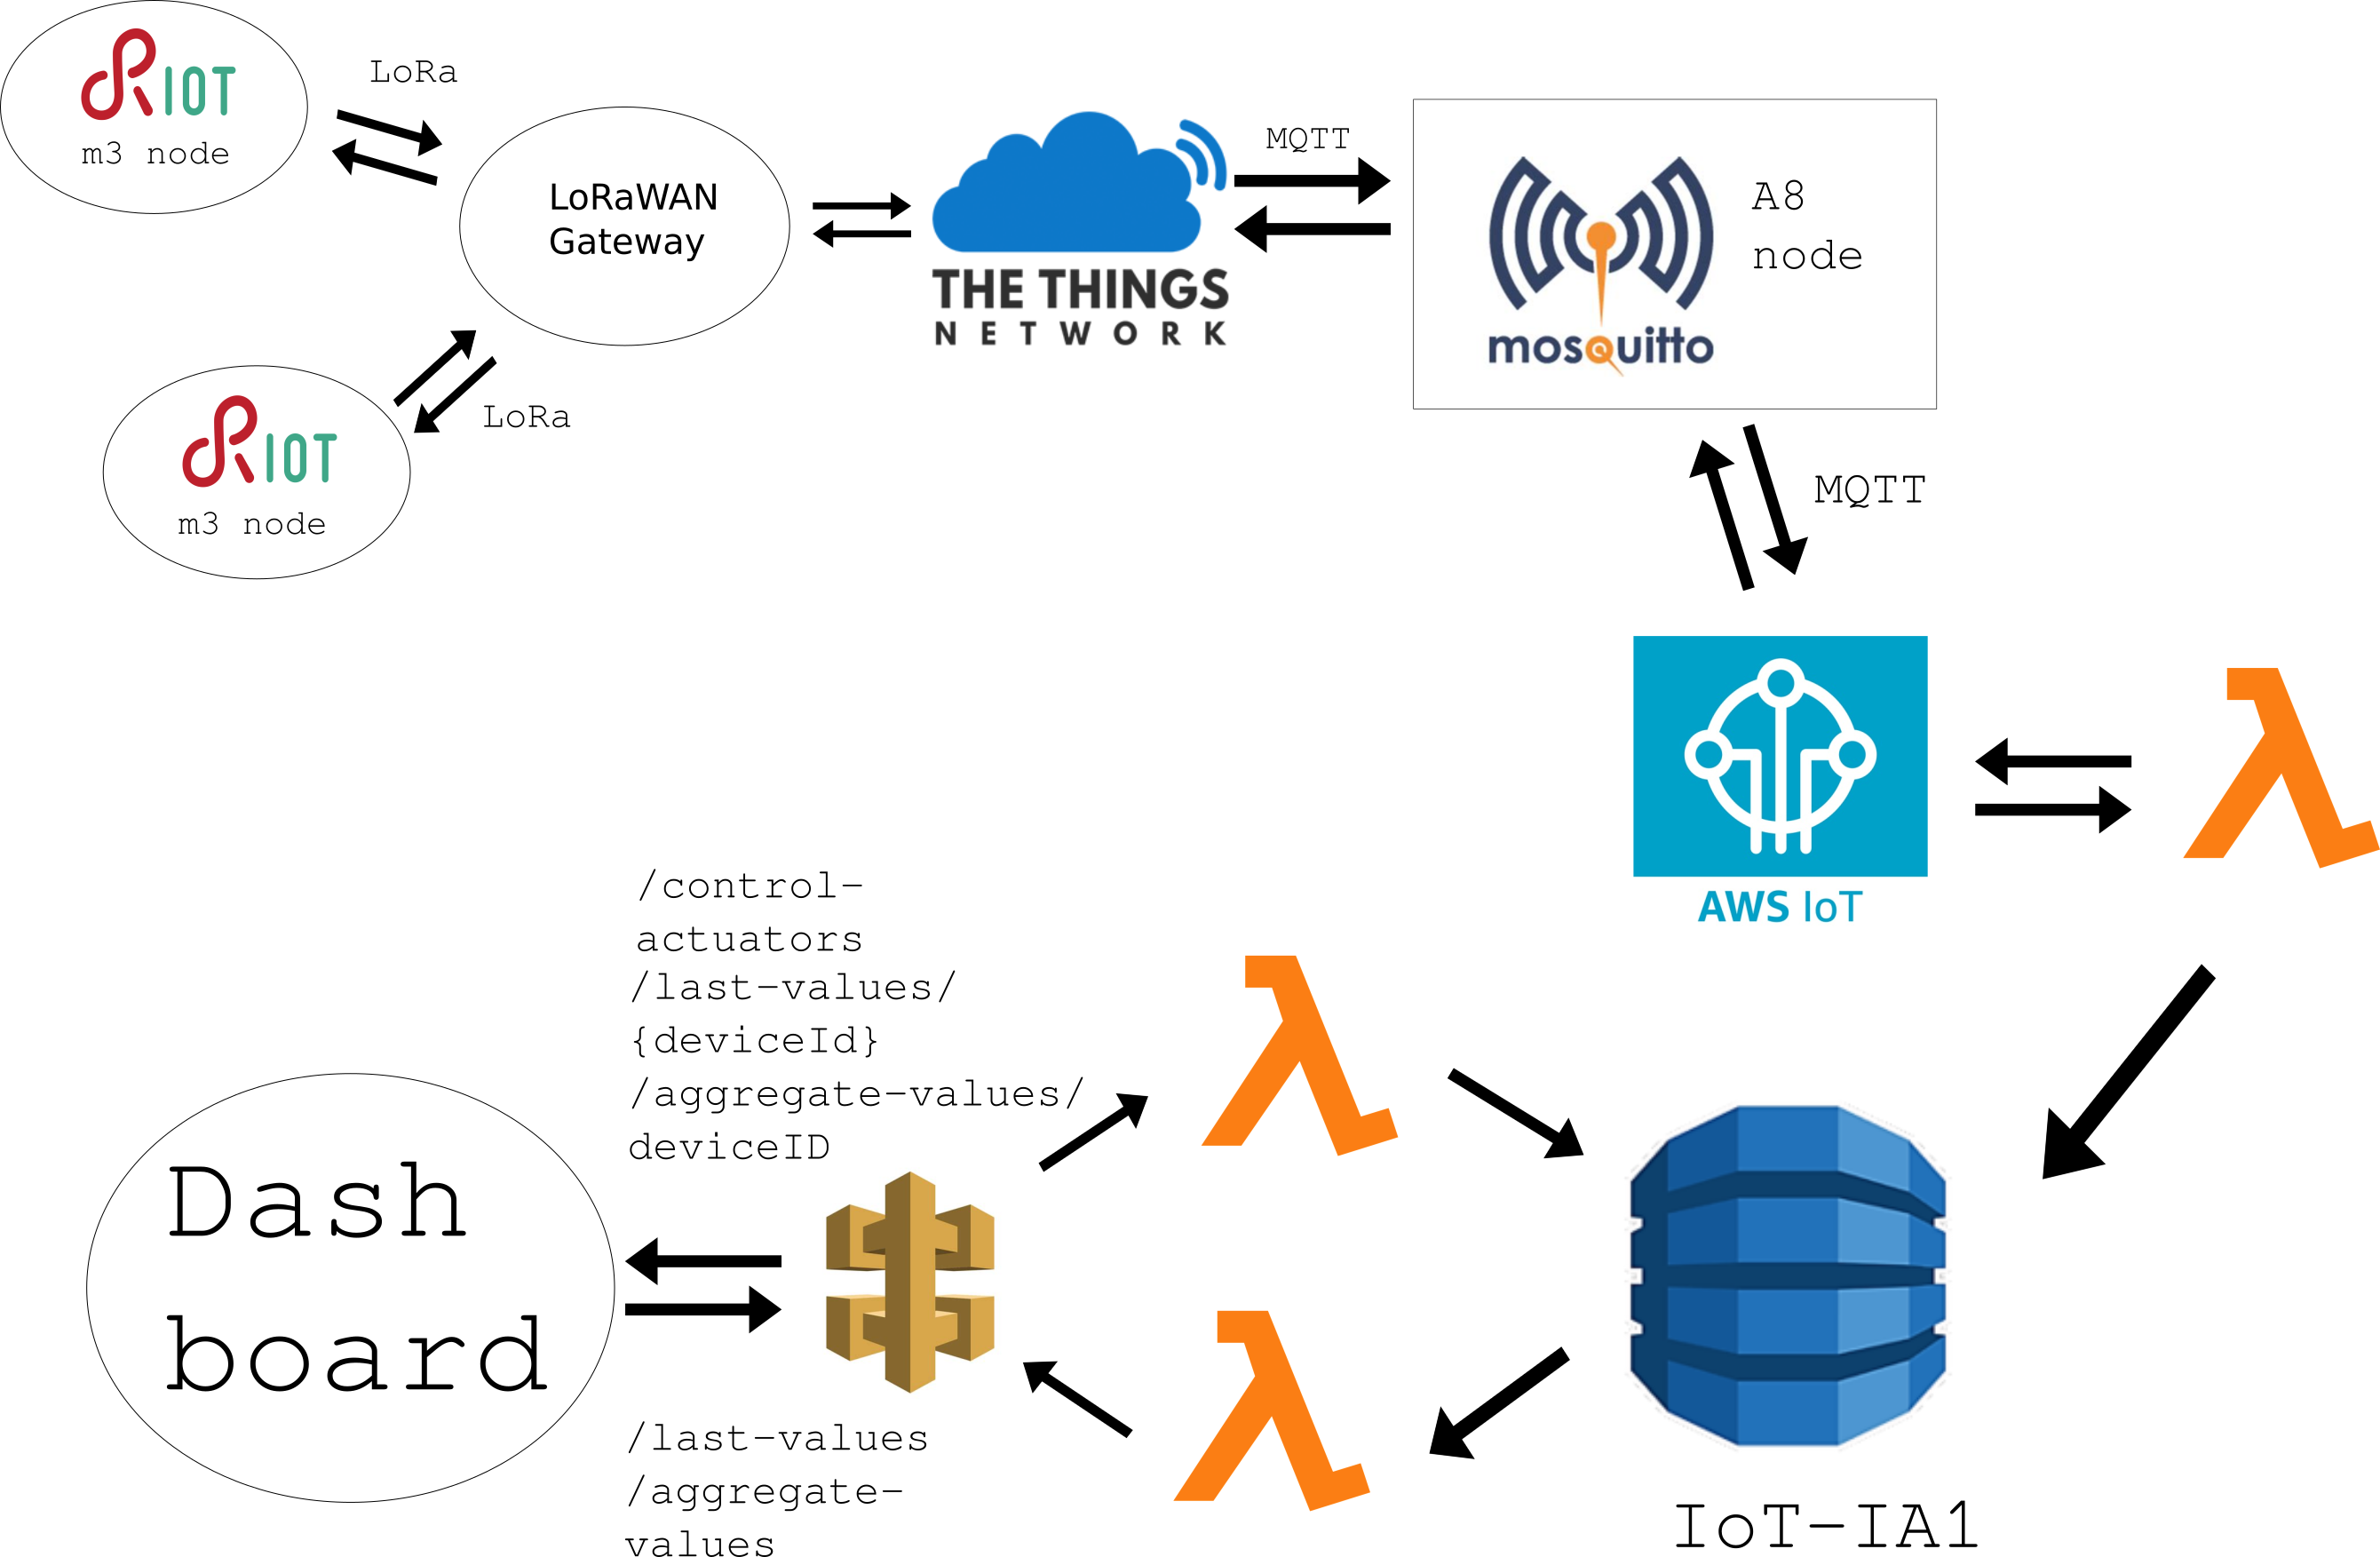 RIOT
m3 node
LoRa
LoRaWAN
Gateway
THE THINGS
NETWORK
MQTT
mosquitto
A8
node
RIOT
m3 node
LoRa
MQTT
AWS IoT
/control-
actuators
/last-values/
{deviceId}
/aggregate-values/
deviceID
Dash
board
/last-values
/aggregate-
values
IoT-IA1